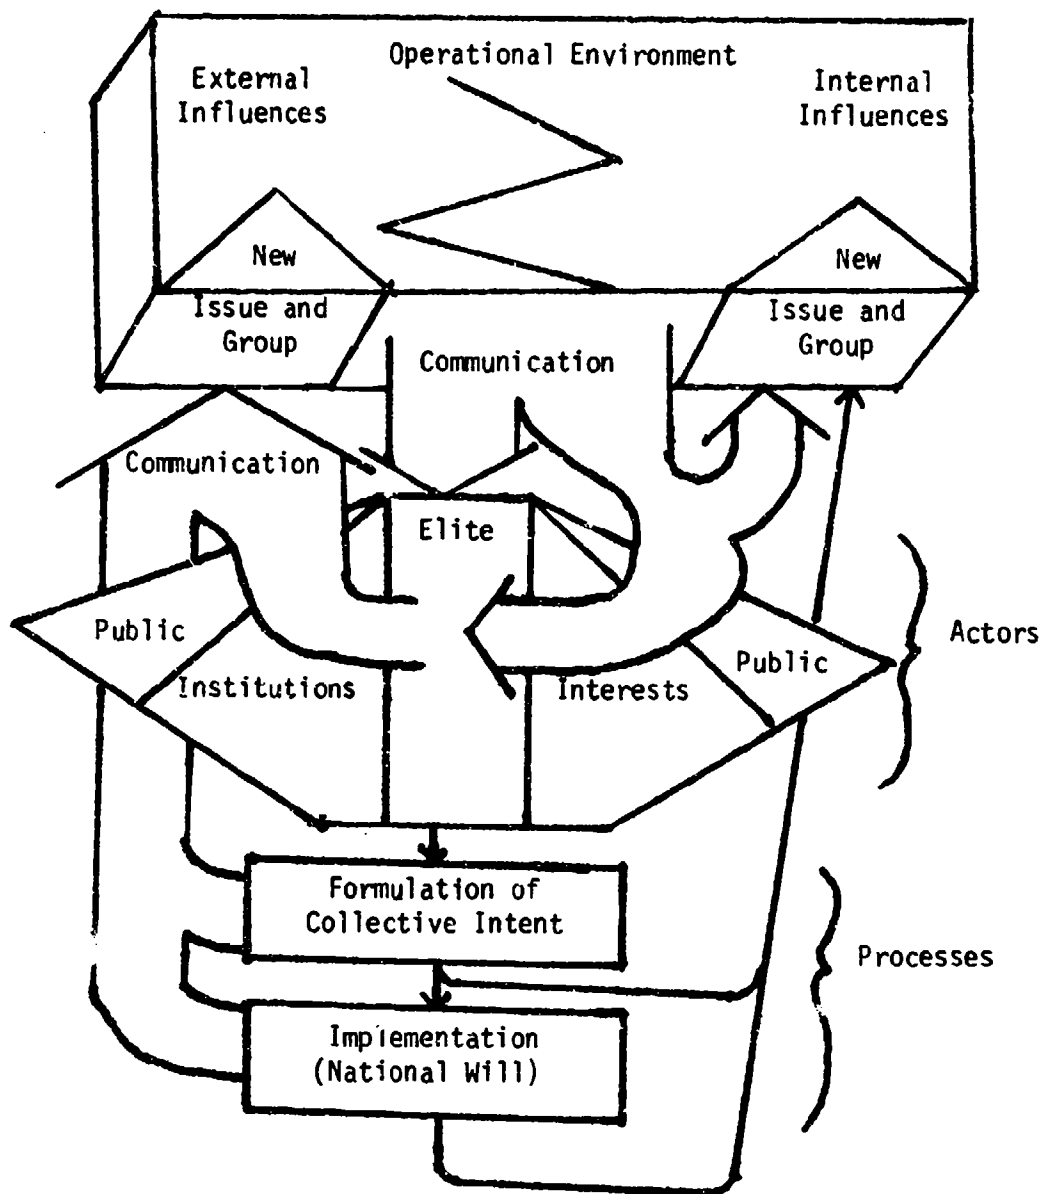 Operational Environment
External
Influences
Internal
Influences
New
Issue and
Group
New
Issue and
Group
Communication
Communication
Elite
Public
Institutions
Interests
Public
Actors
Formulation of
Collective Intent
Processes
Implementation
(National Will)